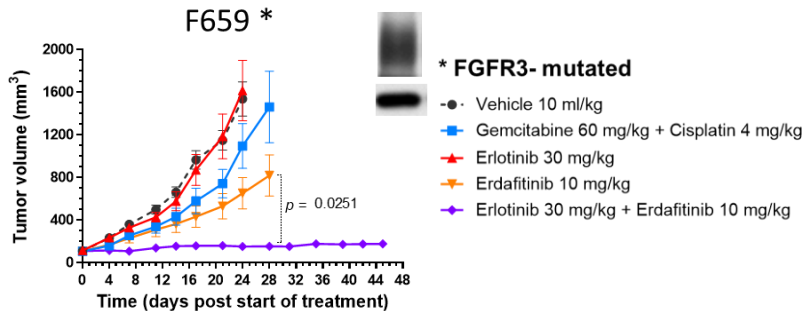 F659 *
Tumor volume (mm3)
2000
1600
1200
800
400
0
0 4 8 12 16 20 24 28 32 36 40 44 48
Time (days post start of treatment)
p = 0.0251
* FGFR3- mutated
Vehicle 10 ml/kg
Gemcitabine 60 mg/kg + Cisplatin 4 mg/kg
Erlotinib 30 mg/kg
Erdafitinib 10 mg/kg
Erlotinib 30 mg/kg + Erdafitinib 10 mg/kg